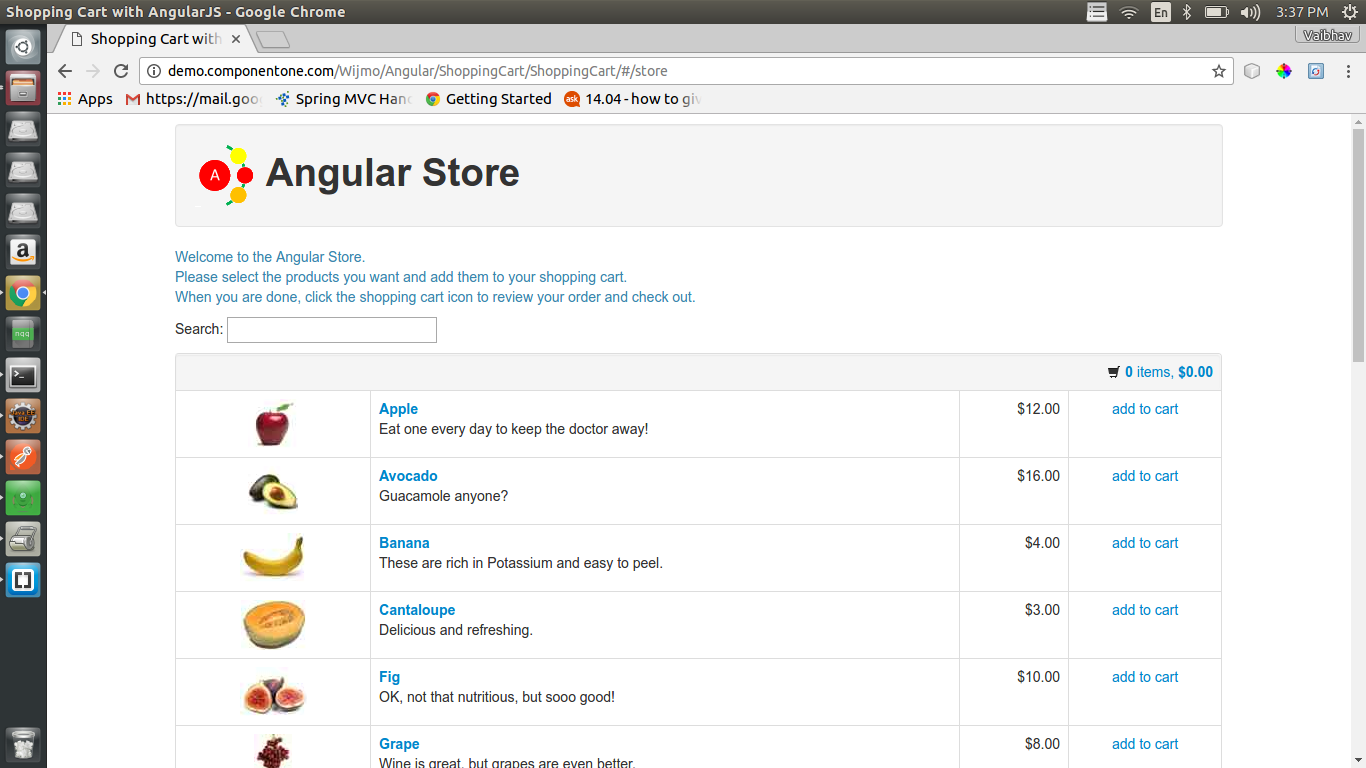 Shopping Cart with AngularJS - Google Chrome
En
3:37 PM
Shopping Cart with
Vaibhav
demo.componentone.com/Wijmo/Angular/ShoppingCart/ShoppingCart/#/store
Apps
https://mail.goo
Spring MVC Han
Getting Started
ask
14.04 - how to giv
A
Angular Store
Welcome to the Angular Store.
Please select the products you want and add them to your shopping cart.
When you are done, click the shopping cart icon to review your order and check out.
Search:
0 items, $0.00
Apple $12.00 add to cart
Eat one every day to keep the doctor away!
Avocado $16.00 add to cart
Guacamole anyone?
Banana $4.00 add to cart
These are rich in Potassium and easy to peel.
Cantaloupe $3.00 add to cart
Delicious and refreshing.
Fig $10.00 add to cart
OK, not that nutritious, but sooo good!
Grape $8.00 add to cart
Wine is great, but grapes are even better.
a
nqq